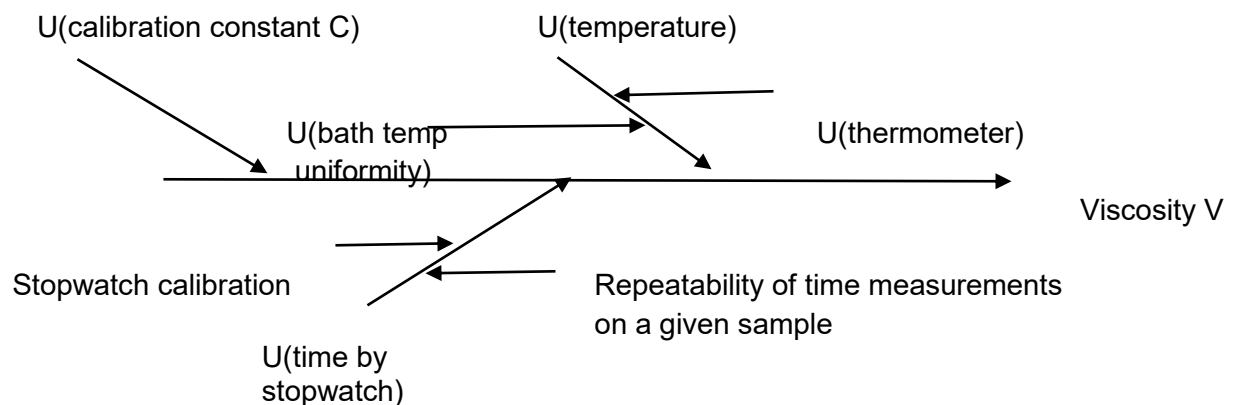 U(calibration constant C)
U(temperature)
U(bath temp
uniformity)
U(thermometer)
Viscosity V
Stopwatch calibration
Repeatability of time measurements
on a given sample
U(time by
stopwatch)